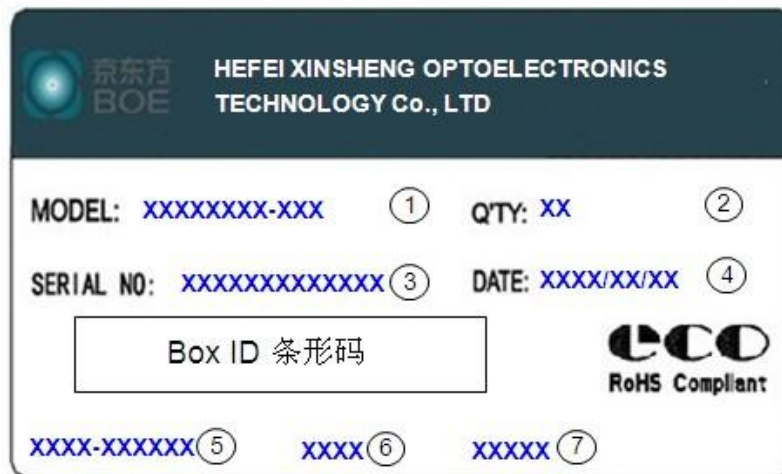 京东方
BOE
HEFEI XINSHENG OPTOELECTRONICS
TECHNOLOGY Co., LTD
MODEL: XXXXXXXX-XXX ① Q'TY: XX ②
SERIAL NO: XXXXXXXXXXXXX ③ DATE: XXXX/XX/XX ④
Box ID 条形码
eco
RoHS Compliant
XXXX-XXXXXX ⑤ XXXX ⑥ XXXXX ⑦